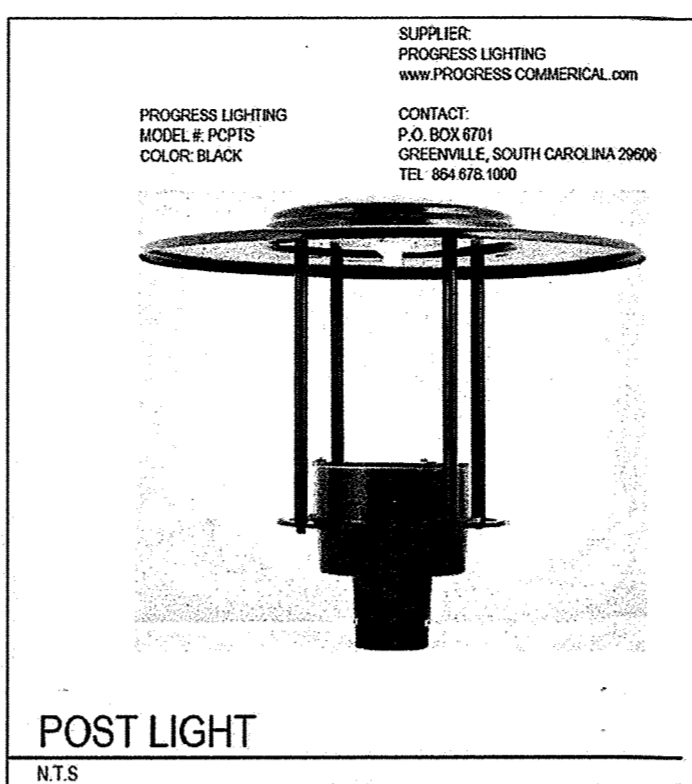 SUPPLIER:
PROGRESS LIGHTING
www.PROGRESS COMMERICAL.com
PROGRESS LIGHTING
MODEL #: PCPTS
COLOR: BLACK
CONTACT:
P.O. BOX 6701
GREENVILLE, SOUTH CAROLINA 29606
TEL 864.678.1000
POST LIGHT
N.T.S